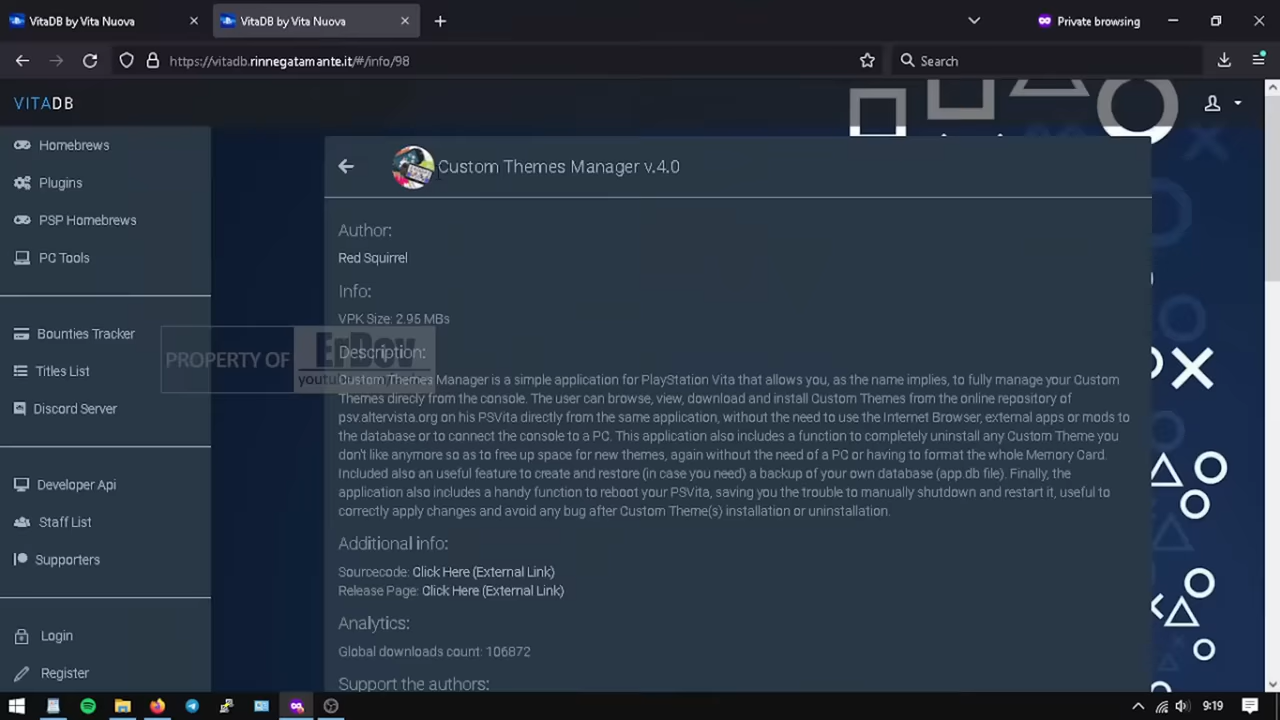 VitaDB by Vita Nuova
VitaDB by Vita Nuova
Private browsing
https://vitadb.rinnegatamante.it/#/info/98
Search
VITADB
Homebrews
Plugins
PSP Homebrews
PC Tools
Bounties Tracker
Titles List
Discord Server
Developer Api
Staff List
Supporters
Login
Register
Custom Themes Manager v.4.0
Author:
Red Squirrel
Info:
VPK Size: 2.95 MBs
PROPERTY OF
ErDov
Description:
Custom Themes Manager is a simple application for PlayStation Vita that allows you, as the name implies, to fully manage your Custom
Themes direcly from the console. The user can browse, view, download and install Custom Themes from the online repository of
psv.altervista.org on his PSVita directly from the same application, without the need to use the Internet Browser, external apps or mods to
the database or to connect the console to a PC. This application also includes a function to completely uninstall any Custom Theme you
don't like anymore so as to free up space for new themes, again without the need of a PC or having to format the whole Memory Card.
Included also an useful feature to create and restore (in case you need) a backup of your own database (app.db file). Finally, the
application also includes a handy function to reboot your PSVita, saving you the trouble to manually shutdown and restart it, useful to
correctly apply changes and avoid any bug after Custom Theme(s) installation or uninstallation.
Additional info:
Sourcecode: Click Here (External Link)
Release Page: Click Here (External Link)
Analytics:
Global downloads count: 106872
Support the authors:
9:19